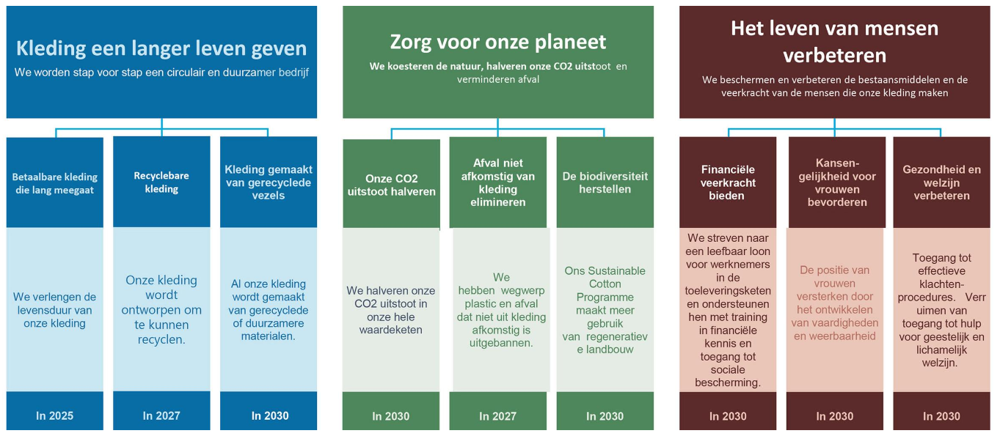 Kleding een langer leven geven
We worden stap voor stap een circulair en duurzamer bedrijf
Betaalbare kleding
die lang meegaat
We verlengen de
levensduur van
onze kleding
In 2025
Recyclebare
kleding
Onze kleding
wordt
ontworpen om
te kunnen
recyclen.
In 2027
Kleding gemaakt
van gerecyclede
vezels
Al onze kleding
wordt gemaakt
van gerecyclede
of duurzamere
materialen.
In 2030
Zorg voor onze planeet
We koesteren de natuur, halveren onze CO2 uitstoot en
verminderen afval
Onze CO2
uitstoot halveren
We halveren onze
CO2 uitstoot in
onze hele
waardeketen
In 2030
Afval niet
afkomstig van
kleding
elimineren
We
hebben wegwerp
plastic en afval
dat niet uit kleding
afkomstig is
uitgebannen.
In 2027
De biodiversiteit
herstellen
Ons Sustainable
Cotton
Programme
maakt meer
gebruik
van regeneratiev
e landbouw
In 2030
Het leven van mensen
verbeteren
We beschermen en verbeteren de bestaansmiddelen en de
veerkracht van de mensen die onze kleding maken
Financiële
veerkracht
bieden
We streven naar
een leefbaar loon
voor werknemers
in de
toeleveringsketen
en ondersteunen
hen met training
in financiële
kennis en
toegang tot
sociale
bescherming.
In 2030
Kansen-
gelijkheid voor
vrouwen
bevorderen
De positie van
vrouwen
versterken door
het ontwikkelen
van vaardigheden
en weerbaarheid
In 2030
Gezondheid en
welzijn
verbeteren
Toegang tot
effectieve
klachten-
procedures. Verr
uimen van
toegang tot hulp
voor geestelijk en
lichamelijk
welzijn.
In 2030